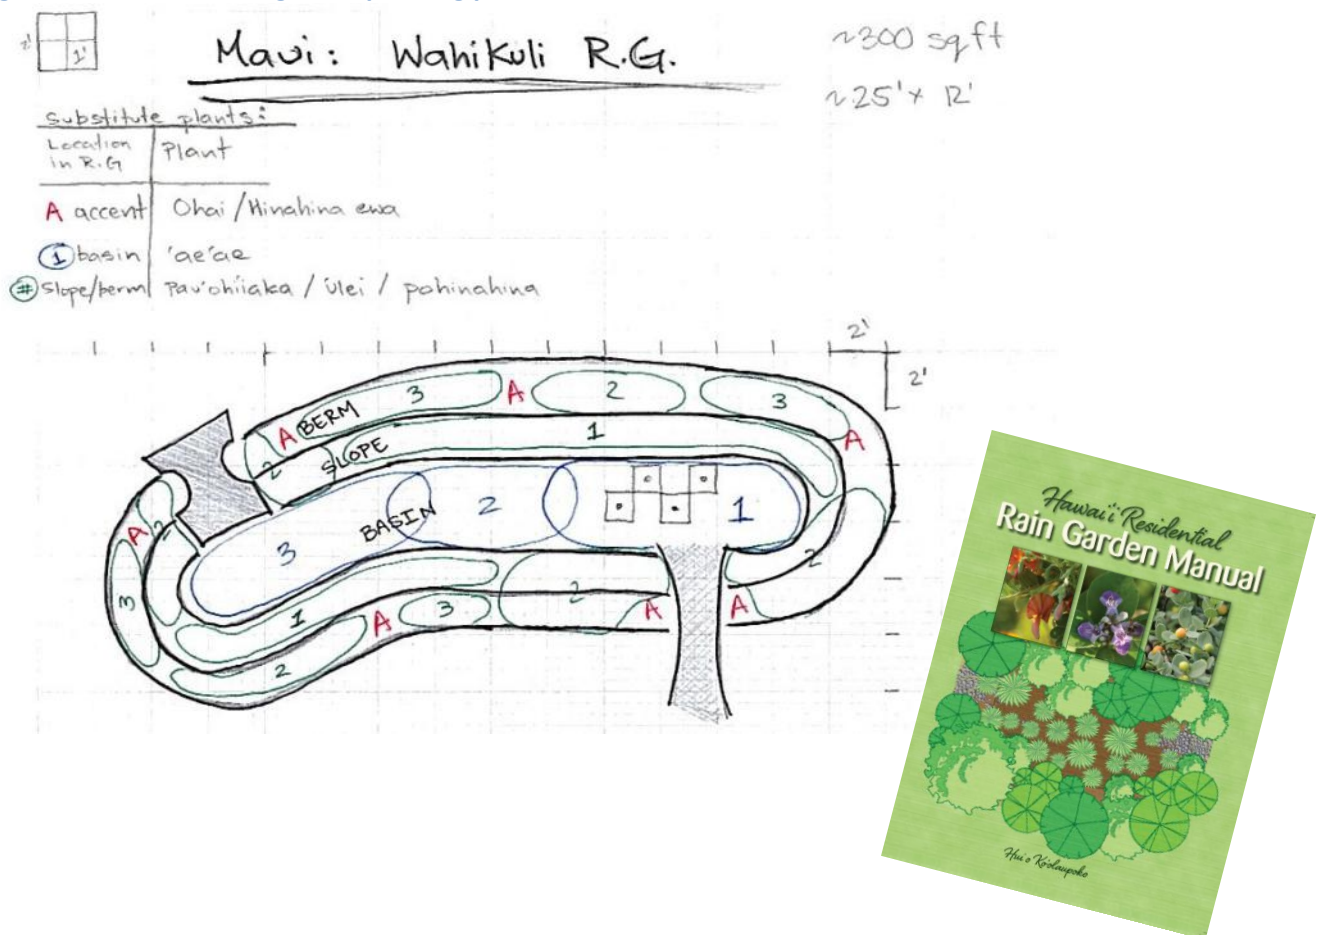 Maui: Wahikuli R.G.
~300 sq ft
~25' x 12'
2'
1'
substitute plants:
Location in R.G | Plant
A accent | Ohai / Hinahina ewa
1 basin | 'ae'ae
# Slope/berm | Pau'ohiiaka / ulei / pohinahina
2'
2'
3 A 2 3
A BERM
A
SLOPE 1
2
BASIN 2 1
3
A 2
2
3
1 A 3 2 A A
2
Hawai'i Residential
Rain Garden Manual
Hui o Ko'olaupoko